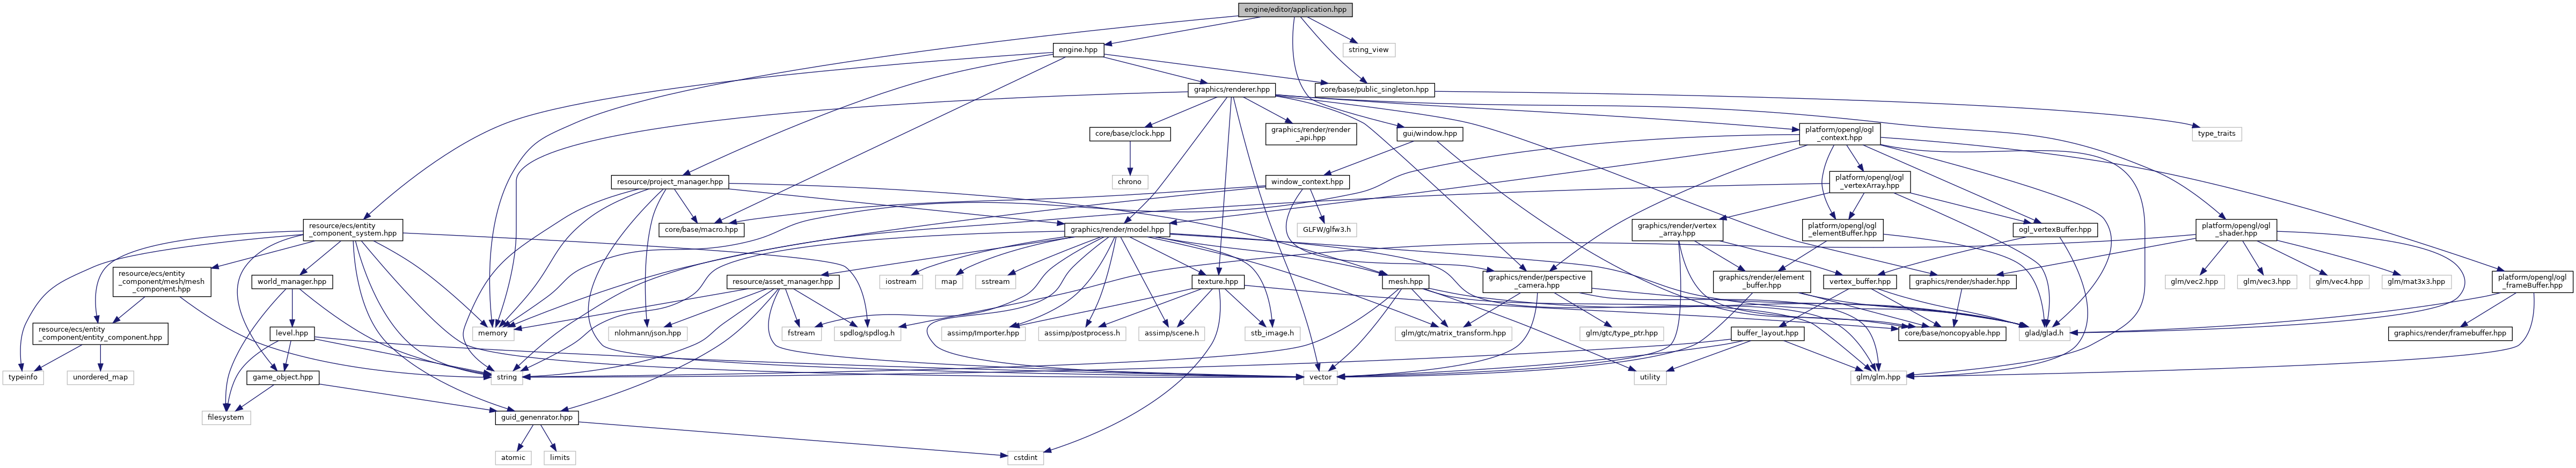 engine/editor/application.hpp
engine.hpp
string_view
graphics/renderer.hpp
core/base/public_singleton.hpp
core/base/clock.hpp
graphics/render/render
_api.hpp
gui/window.hpp
platform/opengl/ogl
_context.hpp
type_traits
resource/project_manager.hpp
chrono
window_context.hpp
platform/opengl/ogl
_vertexArray.hpp
resource/ecs/entity
_component_system.hpp
core/base/macro.hpp
graphics/render/model.hpp
GLFW/glfw3.h
graphics/render/vertex
_array.hpp
platform/opengl/ogl
_elementBuffer.hpp
ogl_vertexBuffer.hpp
platform/opengl/ogl
_shader.hpp
resource/ecs/entity
_component/mesh/mesh
_component.hpp
world_manager.hpp
resource/asset_manager.hpp
iostream
map
sstream
texture.hpp
mesh.hpp
graphics/render/perspective
_camera.hpp
graphics/render/element
_buffer.hpp
vertex_buffer.hpp
graphics/render/shader.hpp
glm/vec2.hpp
glm/vec3.hpp
glm/vec4.hpp
glm/mat3x3.hpp
platform/opengl/ogl
_frameBuffer.hpp
resource/ecs/entity
_component/entity_component.hpp
level.hpp
memory
nlohmann/json.hpp
fstream
spdlog/spdlog.h
assimp/Importer.hpp
assimp/postprocess.h
assimp/scene.h
stb_image.h
glm/gtc/matrix_transform.hpp
glm/gtc/type_ptr.hpp
buffer_layout.hpp
core/base/noncopyable.hpp
glad/glad.h
graphics/render/framebuffer.hpp
typeinfo
unordered_map
game_object.hpp
string
vector
utility
glm/glm.hpp
filesystem
guid_genenrator.hpp
atomic
limits
cstdint